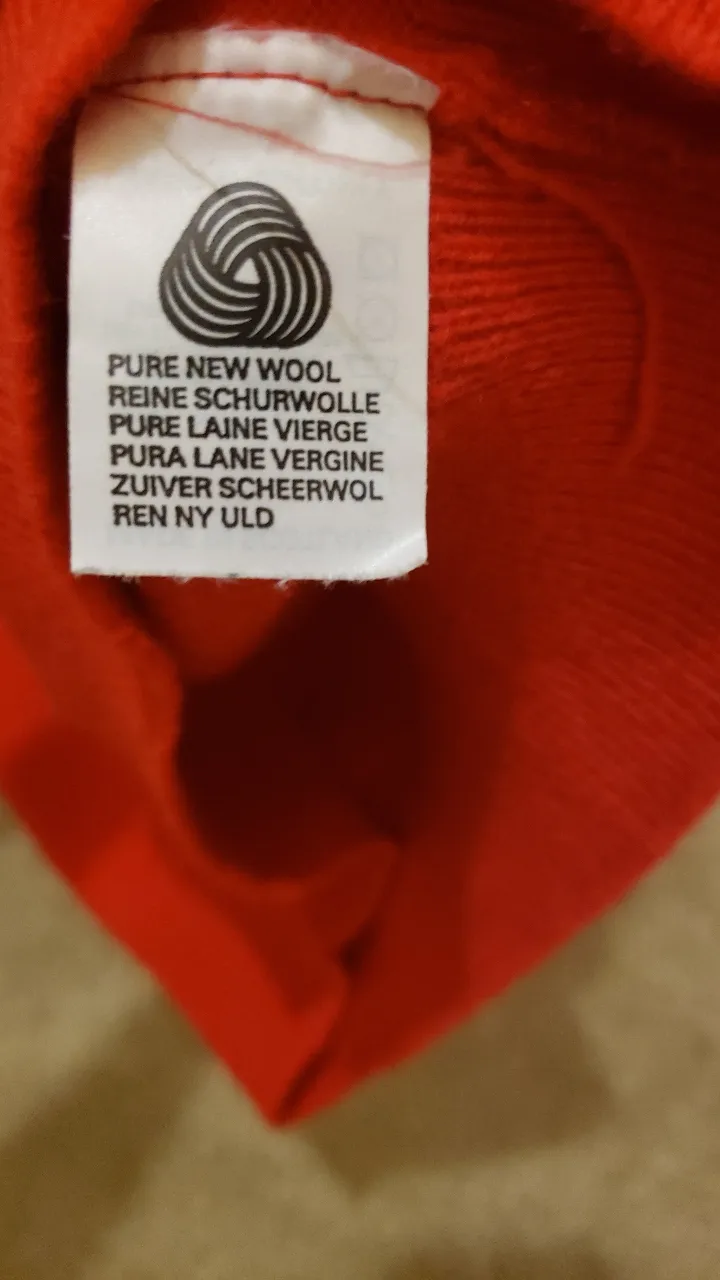 PURE NEW WOOL
REINE SCHURWOLLE
PURE LAINE VIERGE
PURA LANE VERGINE
ZUIVER SCHEERWOL
REN NY ULD